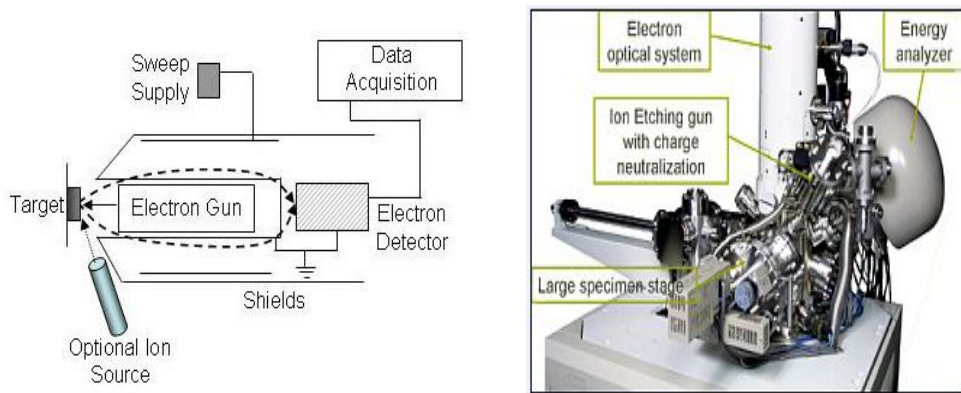 Sweep
Supply
Data
Acquisition
Target
Electron Gun
Electron
Detector
Shields
Optional Ion
Source
Electron
optical system
Energy
analyzer
Ion Etching gun
with charge
neutralization
Large specimen stage